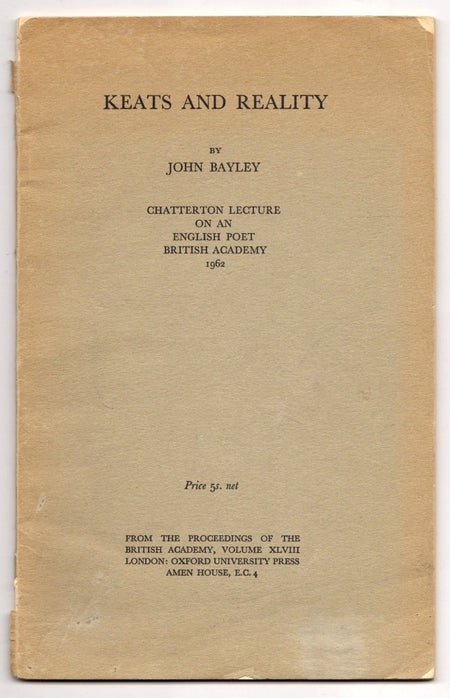 KEATS AND REALITY
BY
JOHN BAYLEY
CHATTERTON LECTURE
ON AN
ENGLISH POET
BRITISH ACADEMY
1962
Price 5s. net
FROM THE PROCEEDINGS OF THE
BRITISH ACADEMY, VOLUME XLVIII
LONDON: OXFORD UNIVERSITY PRESS
AMEN HOUSE, E.C. 4